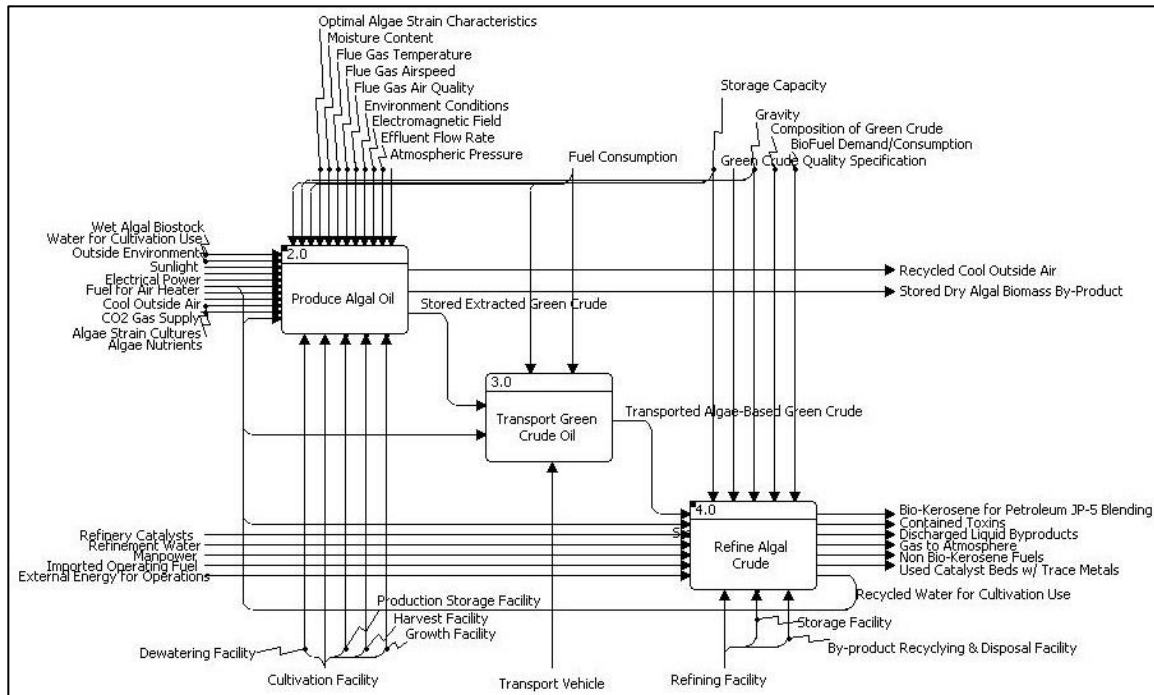 Optimal Algae Strain Characteristics
Moisture Content
Flue Gas Temperature
Flue Gas Airspeed
Flue Gas Air Quality
Environment Conditions
Electromagnetic Field
Effluent Flow Rate
Atmospheric Pressure
Fuel Consumption
Storage Capacity
Gravity
Composition of Green Crude
BioFuel Demand/Consumption
Green Crude Quality Specification
Wet Algal Biostock
Water for Cultivation Use
Outside Environment
Sunlight
Electrical Power
Fuel for Air Heater
Cool Outside Air
CO2 Gas Supply
Algae Strain Cultures
Algae Nutrients
2.0
Produce Algal Oil
Recycled Cool Outside Air
Stored Dry Algal Biomass By-Product
Stored Extracted Green Crude
3.0
Transport Green
Crude Oil
Transported Algae-Based Green Crude
4.0
Refine Algal
Crude
Refinery Catalysts
Refinement Water
Manpower
Imported Operating Fuel
External Energy for Operations
Bio-Kerosene for Petroleum JP-5 Blending
Contained Toxins
Discharged Liquid Byproducts
Gas to Atmosphere
Non Bio-Kerosene Fuels
Used Catalyst Beds w/ Trace Metals
Recycled Water for Cultivation Use
Production Storage Facility
Harvest Facility
Growth Facility
Dewatering Facility
Cultivation Facility
Transport Vehicle
Storage Facility
By-product Recyclying & Disposal Facility
Refining Facility